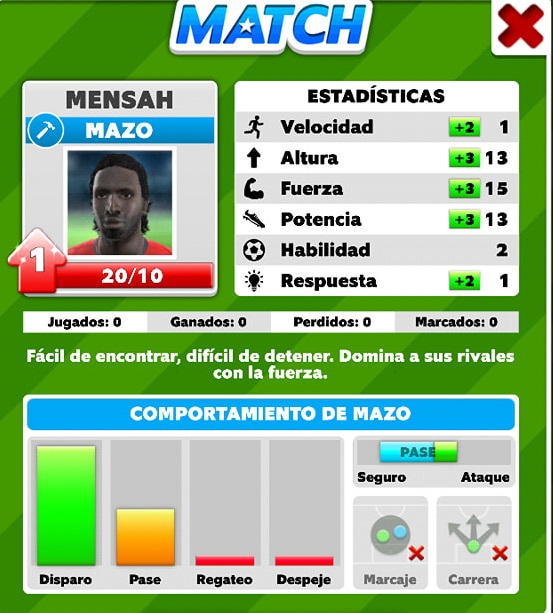 MATCH
MENSAH
MAZO
1
20/10
ESTADÍSTICAS
Velocidad +2 1
Altura +3 13
Fuerza +3 15
Potencia +3 13
Habilidad 2
Respuesta +2 1
Jugados: 0 Ganados: 0 Perdidos: 0 Marcados: 0
Fácil de encontrar, difícil de detener. Domina a sus rivales
con la fuerza.
COMPORTAMIENTO DE MAZO
PASE
Seguro Ataque
Disparo Pase Regateo Despeje
Marcaje Carrera